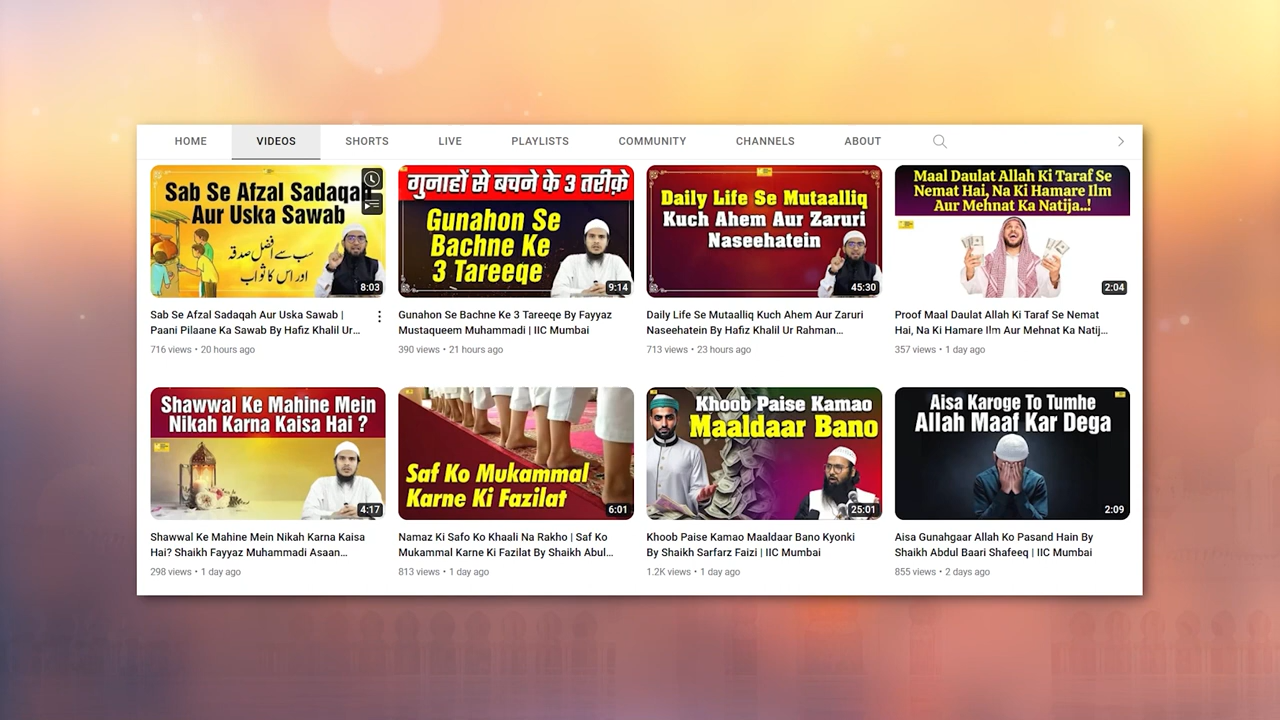 HOME VIDEOS SHORTS LIVE PLAYLISTS COMMUNITY CHANNELS ABOUT
Sab Se Afzal Sadaqah
Aur Uska Sawab
سب سے افضل صدقہ
اور اس کا ثواب
8:03
Sab Se Afzal Sadaqah Aur Uska Sawab |
Paani Pilaane Ka Sawab By Hafiz Khalil Ur...
716 views • 20 hours ago
गुनाहों से बचने के 3 तरीक़े
Gunahon Se
Bachne Ke
3 Tareeqe
9:14
Gunahon Se Bachne Ke 3 Tareeqe By Fayyaz
Mustaqueem Muhammadi | IIC Mumbai
390 views • 21 hours ago
Daily Life Se Mutaalliq
Kuch Ahem Aur Zaruri
Naseehatein
45:30
Daily Life Se Mutaalliq Kuch Ahem Aur Zaruri
Naseehatein By Hafiz Khalil Ur Rahman...
713 views • 23 hours ago
Maal Daulat Allah Ki Taraf Se
Nemat Hai, Na Ki Hamare Ilm
Aur Mehnat Ka Natija..!
2:04
Proof Maal Daulat Allah Ki Taraf Se Nemat
Hai, Na Ki Hamare Ilm Aur Mehnat Ka Natij...
357 views • 1 day ago
Shawwal Ke Mahine Mein
Nikah Karna Kaisa Hai ?
4:17
Shawwal Ke Mahine Mein Nikah Karna Kaisa
Hai? Shaikh Fayyaz Muhammadi Asaan...
298 views • 1 day ago
Saf Ko Mukammal
Karne Ki Fazilat
6:01
Namaz Ki Safo Ko Khaali Na Rakho | Saf Ko
Mukammal Karne Ki Fazilat By Shaikh Abul...
813 views • 1 day ago
Khoob Paise Kamao
Maaldaar Bano
25:01
Khoob Paise Kamao Maaldaar Bano Kyonki
By Shaikh Sarfarz Faizi | IIC Mumbai
1.2K views • 1 day ago
Aisa Karoge To Tumhe
Allah Maaf Kar Dega
2:09
Aisa Gunahgaar Allah Ko Pasand Hain By
Shaikh Abdul Baari Shafeeq | IIC Mumbai
855 views • 2 days ago